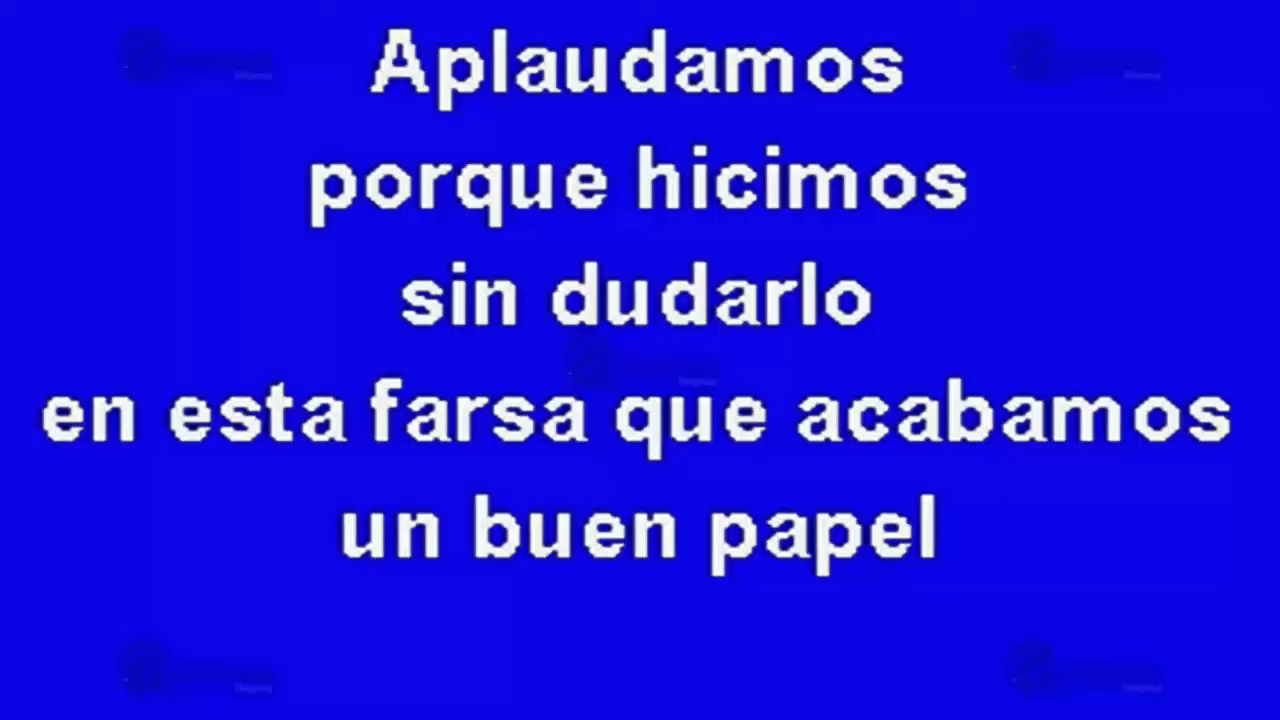 Aplaudamos
porque hicimos
sin dudarlo
en esta farsa que acabamos
un buen papel